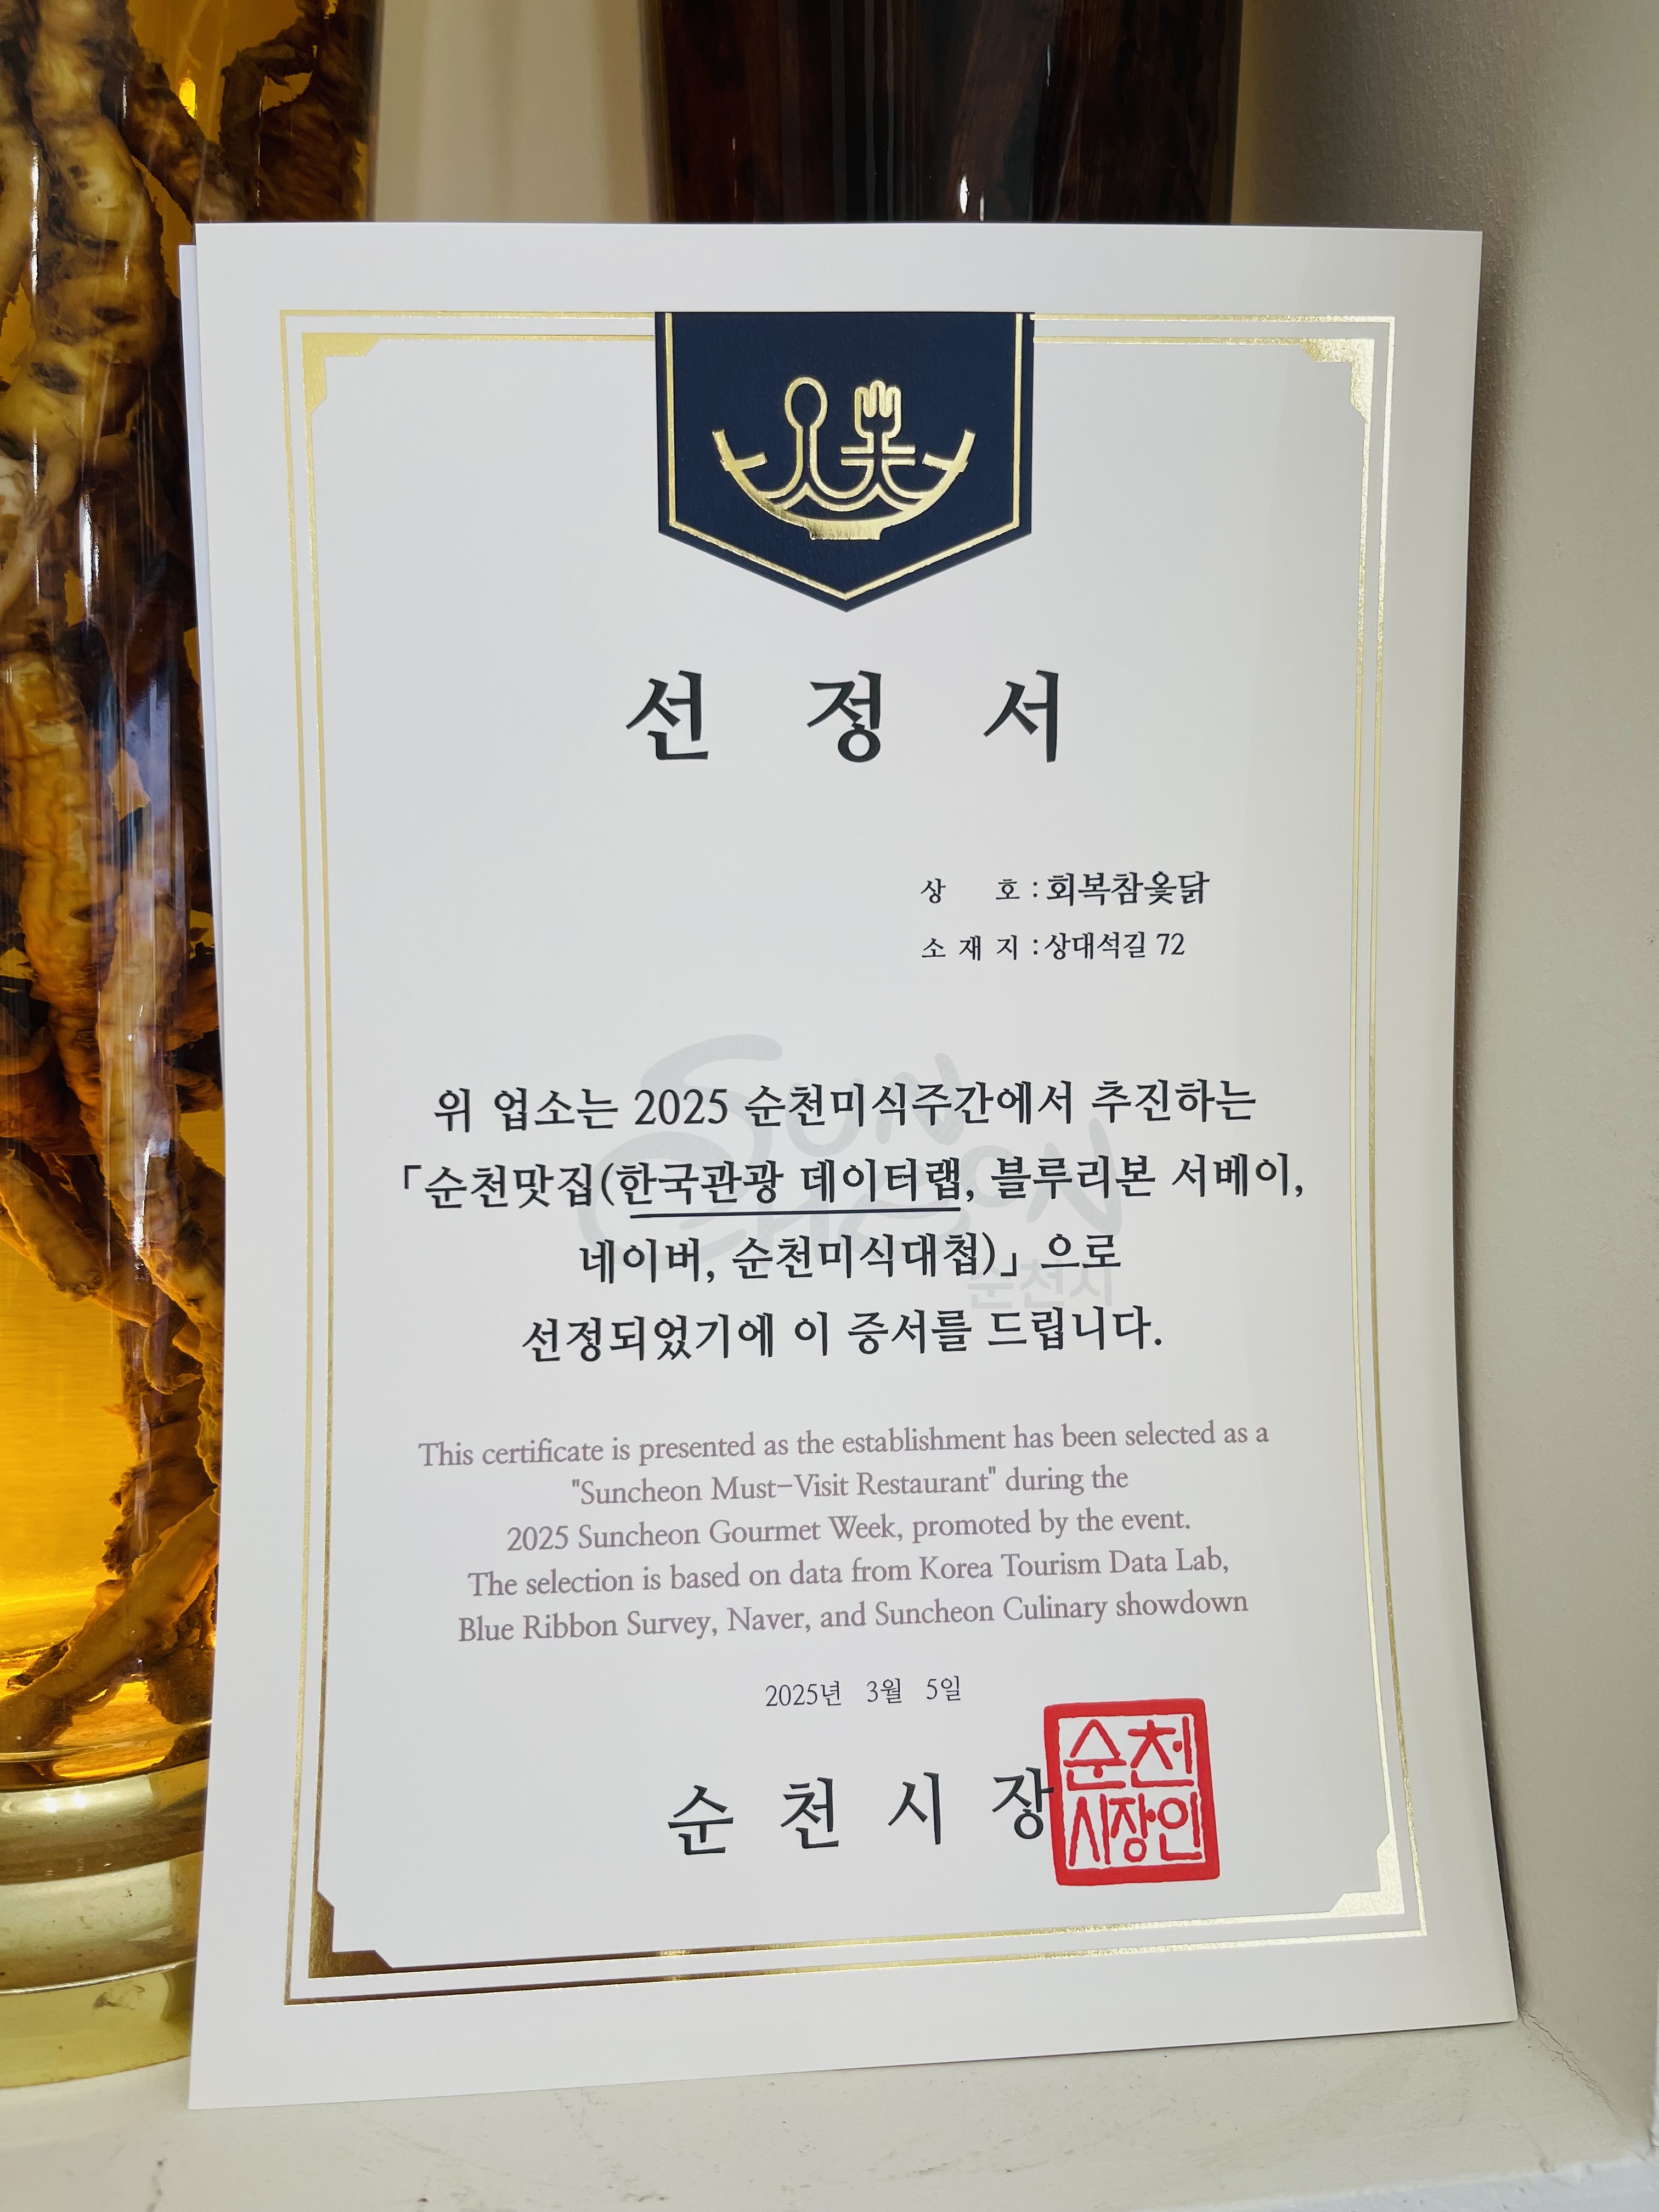 선 정 서
상 호 : 회복참옻닭
소 재 지 : 상대석길 72
위 업소는 2025 순천미식주간에서 추진하는
「순천맛집(한국관광 데이터랩, 블루리본 서베이,
네이버, 순천미식대첩)」으로
선정되었기에 이 증서를 드립니다.
SUNCHEON
순천시
This certificate is presented as the establishment has been selected as a
"Suncheon Must-Visit Restaurant" during the
2025 Suncheon Gourmet Week, promoted by the event.
The selection is based on data from Korea Tourism Data Lab,
Blue Ribbon Survey, Naver, and Suncheon Culinary showdown
2025년 3월 5일
순 천 시 장
순천
시장인